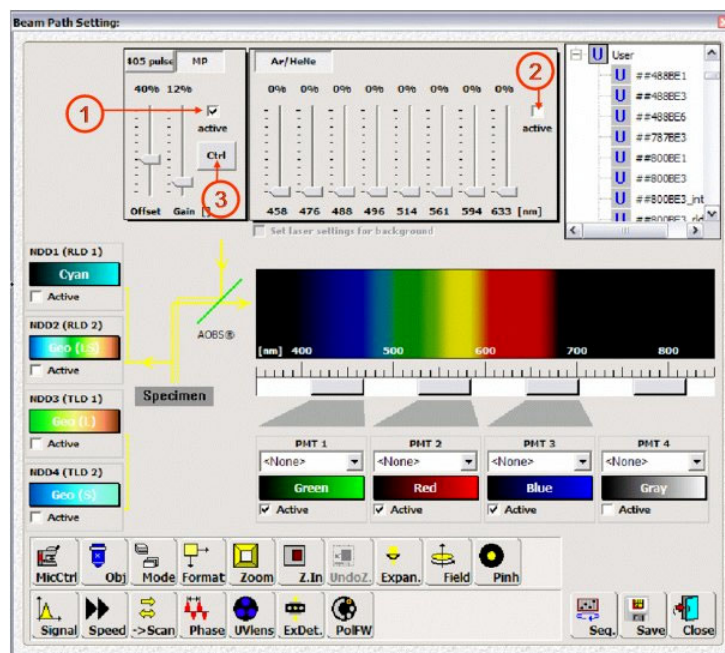 Beam Path Setting:
405 pulse MP
Ar/HeNe
40% 12%
0% 0% 0% 0% 0% 0% 0% 0%
1
2
3
active
active
Ctrl
Offset Gain
458 476 488 496 514 561 594 633 [nm]
Set laser settings for background
U User
U ##488BE1
U ##488BE3
U ##488BE6
U ##787BE3
U ##800BE1
U ##800BE3
U ##800BE3_int
NDD1 (RLD 1)
Cyan
Active
NDD2 (RLD 2)
Geo (LS)
Active
NDD3 (TLD 1)
Geo (L)
Active
NDD4 (TLD 2)
Geo (S)
Active
AOBS®
Specimen
[nm] 400 500 600 700 800
PMT 1 PMT 2 PMT 3 PMT 4
<None> <None> <None> <None>
Green Red Blue Gray
Active Active Active Active
MicCtrl Obj Mode Format Zoom Z.In UndoZ. Expan. Field Pinh
Signal Speed ->Scan Phase UVlens ExDet. PolFW Seq. Save Close